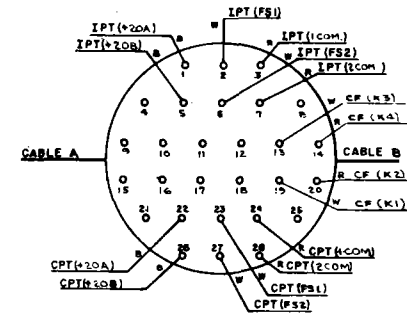 IPT(+20A) W IPT(FS1)
IPT(+20B) B R IPT(1COM.)
B IPT(FS2)
R IPT(2COM.)
1 2 3
W CF (K3)
4 5 6 7 8
R CF (K4)
9 10 11 12 13 14
CABLE A CABLE B
15 16 17 18 19 20 R CF (K2)
W CF (K1)
21 22 23 24 25
26 27 28
CPT(+20A) B R CPT(1COM)
CPT(+20B) B R CPT(2COM)
W W CPT(FS1)
CPT(FS2)